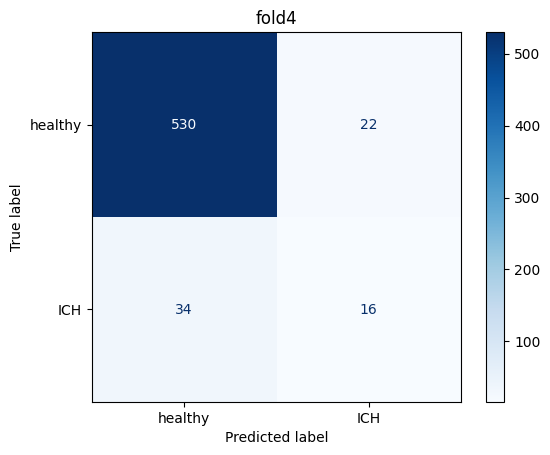 fold4
healthy
530
22
ICH
34
16
healthy
ICH
Predicted label
True label
500
400
300
200
100